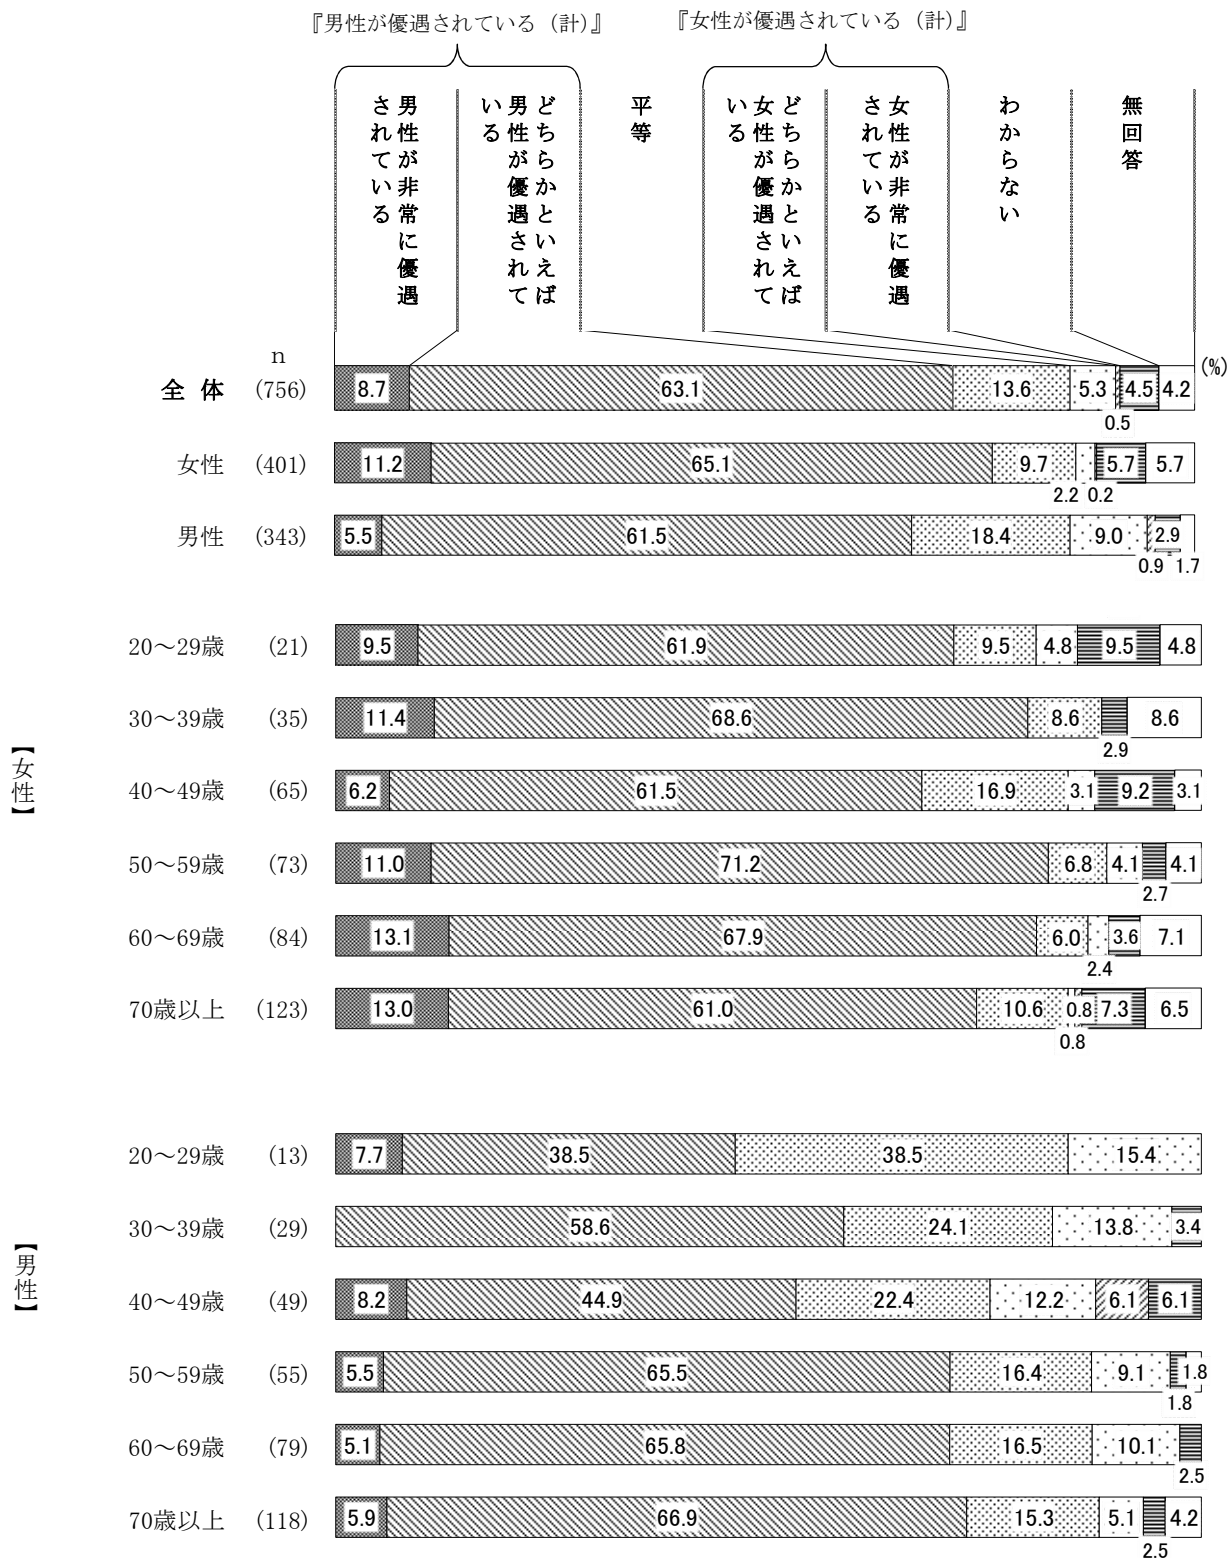 『男性が優遇されている（計）』
『女性が優遇されている（計）』
男性が非常に優遇
されている
どちらかといえば
男性が優遇されて
いる
平等
どちらかといえば
女性が優遇されて
いる
女性が非常に優遇
されている
わからない
無回答
n
(%)
全 体 (756) 8.7 63.1 13.6 5.3 4.5 4.2
0.5
女性 (401) 11.2 65.1 9.7 5.7 5.7
2.2 0.2
男性 (343) 5.5 61.5 18.4 9.0 2.9
0.9 1.7
【女性】
20～29歳 (21) 9.5 61.9 9.5 4.8 9.5 4.8
30～39歳 (35) 11.4 68.6 8.6 8.6
2.9
40～49歳 (65) 6.2 61.5 16.9 3.1 9.2 3.1
50～59歳 (73) 11.0 71.2 6.8 4.1 4.1
2.7
60～69歳 (84) 13.1 67.9 6.0 3.6 7.1
2.4
70歳以上 (123) 13.0 61.0 10.6 0.8 7.3 6.5
0.8
【男性】
20～29歳 (13) 7.7 38.5 38.5 15.4
30～39歳 (29) 58.6 24.1 13.8 3.4
40～49歳 (49) 8.2 44.9 22.4 12.2 6.1 6.1
50～59歳 (55) 5.5 65.5 16.4 9.1 1.8
1.8
60～69歳 (79) 5.1 65.8 16.5 10.1
2.5
70歳以上 (118) 5.9 66.9 15.3 5.1 4.2
2.5